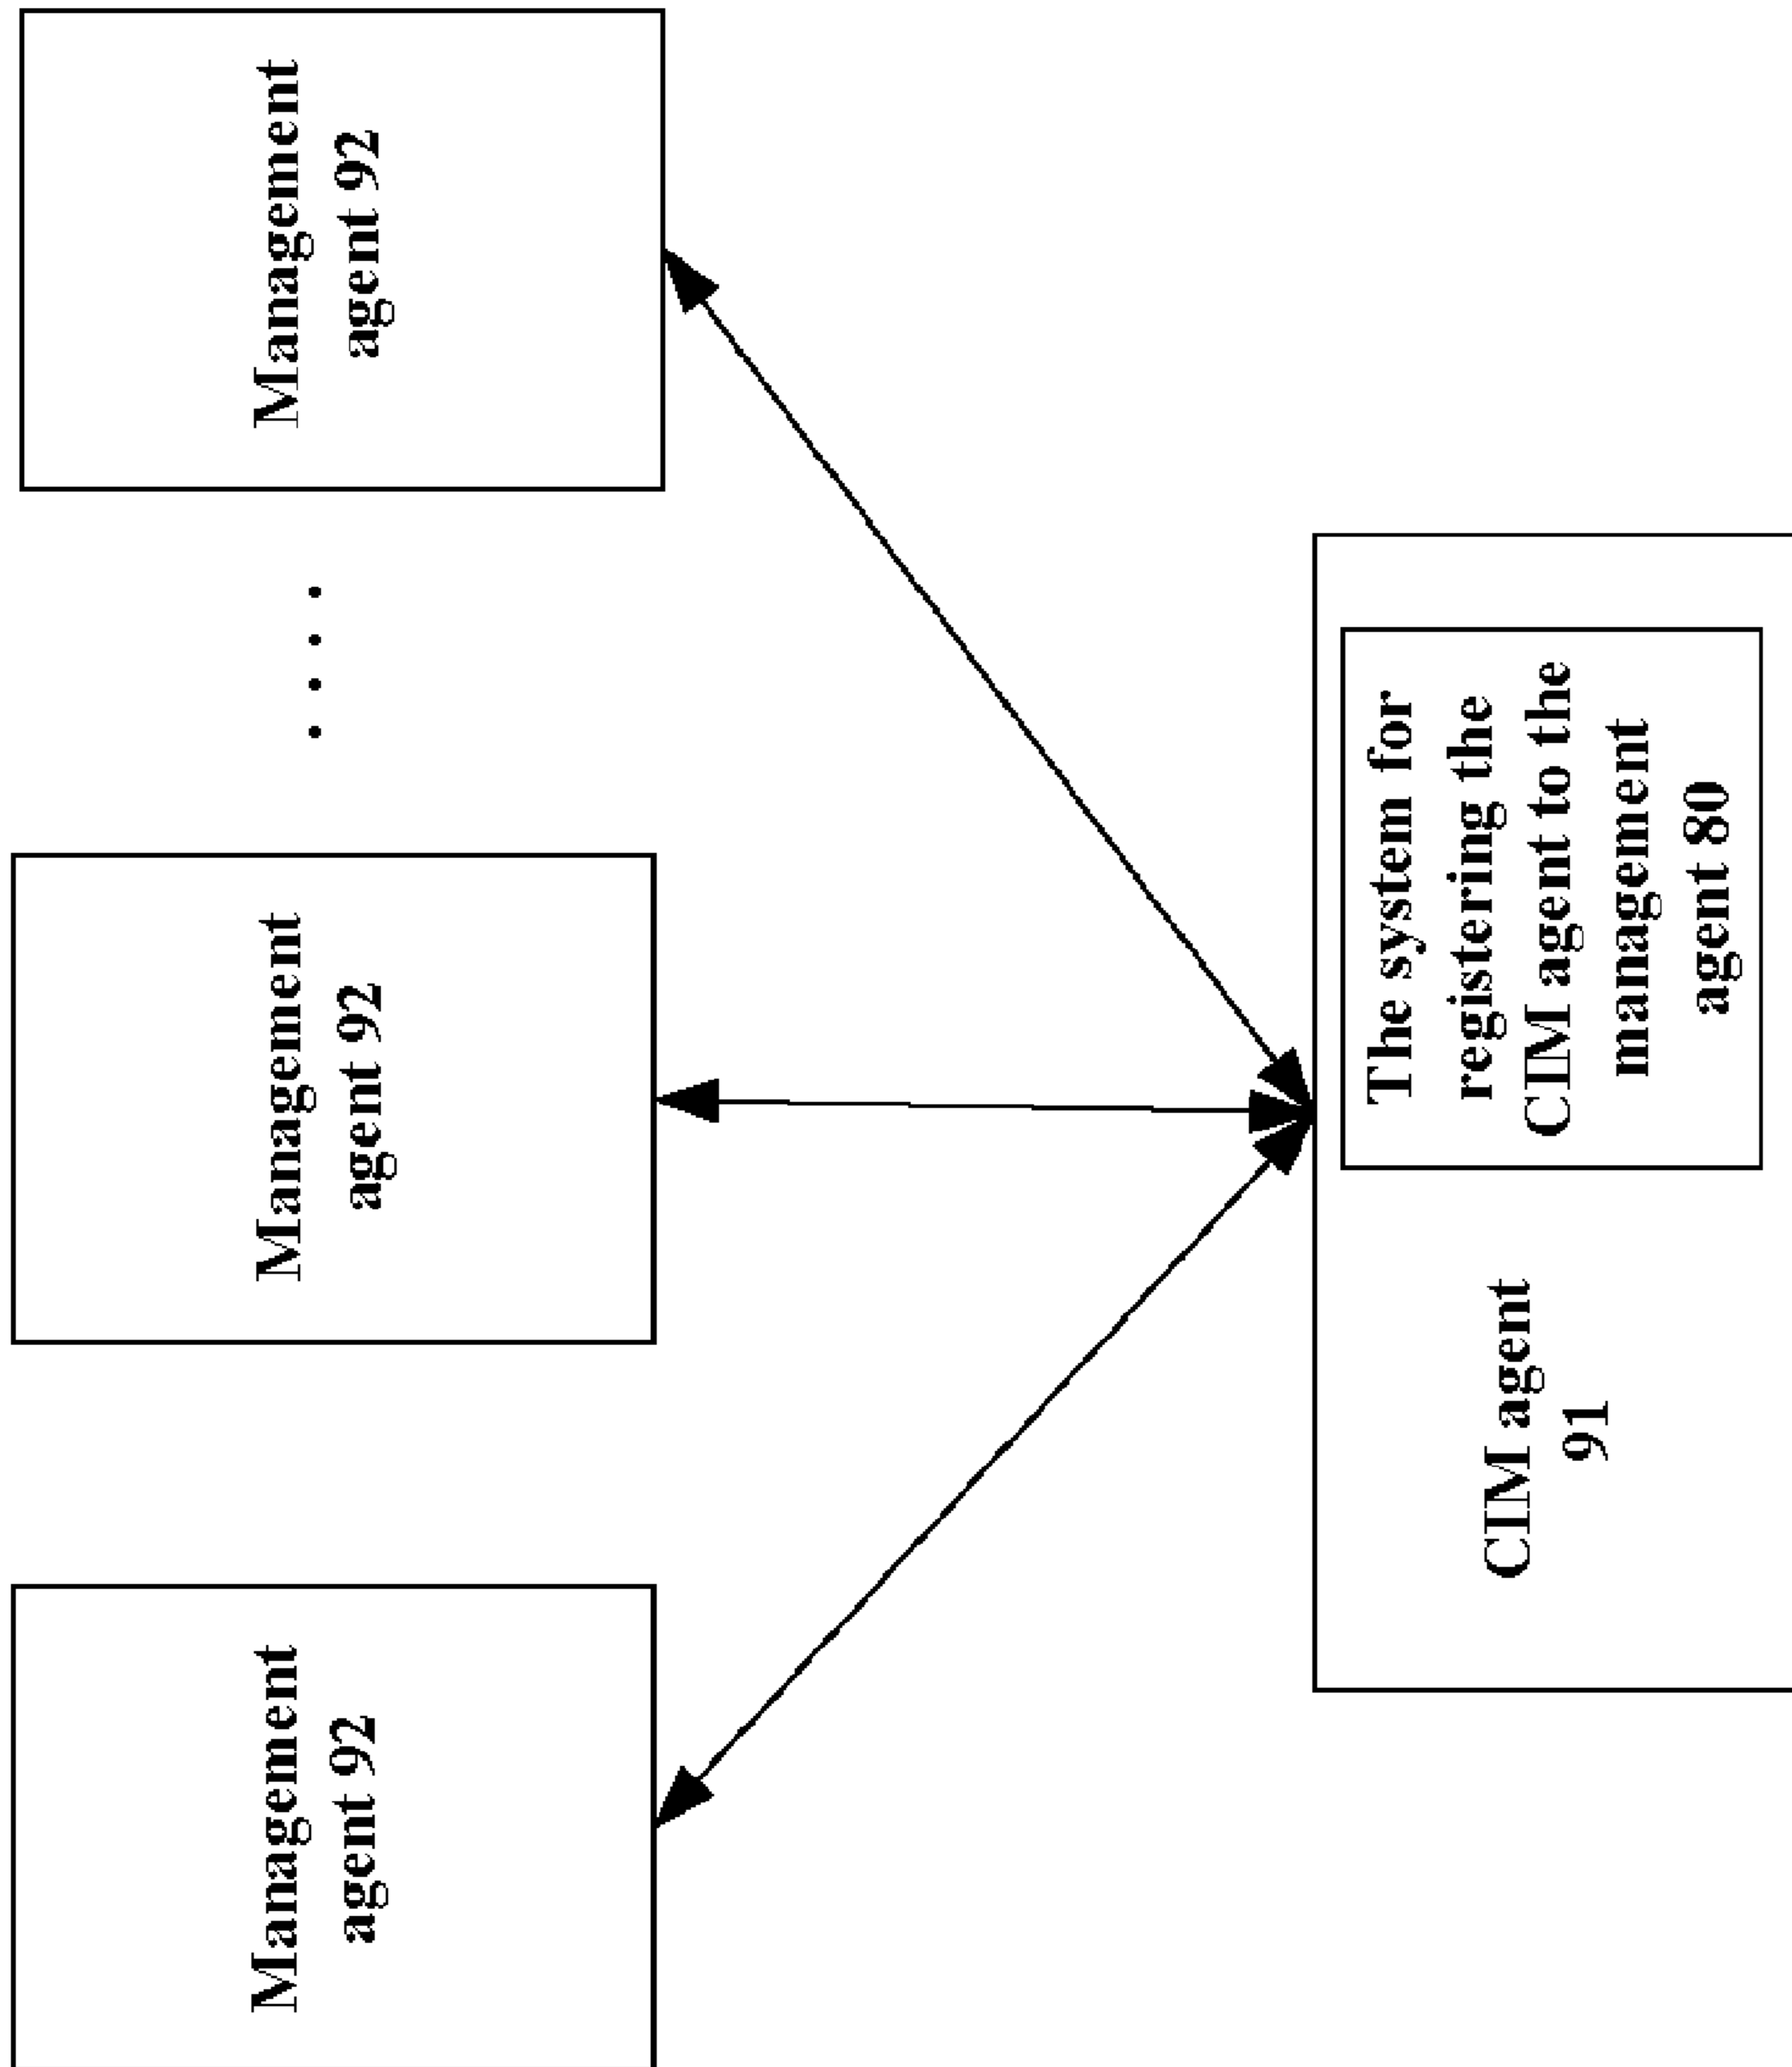 Management
agent 92
Management
agent 92
. . . .
Management
agent 92
CIM agent
91
The system for
registering the
CIM agent to the
management
agent 80